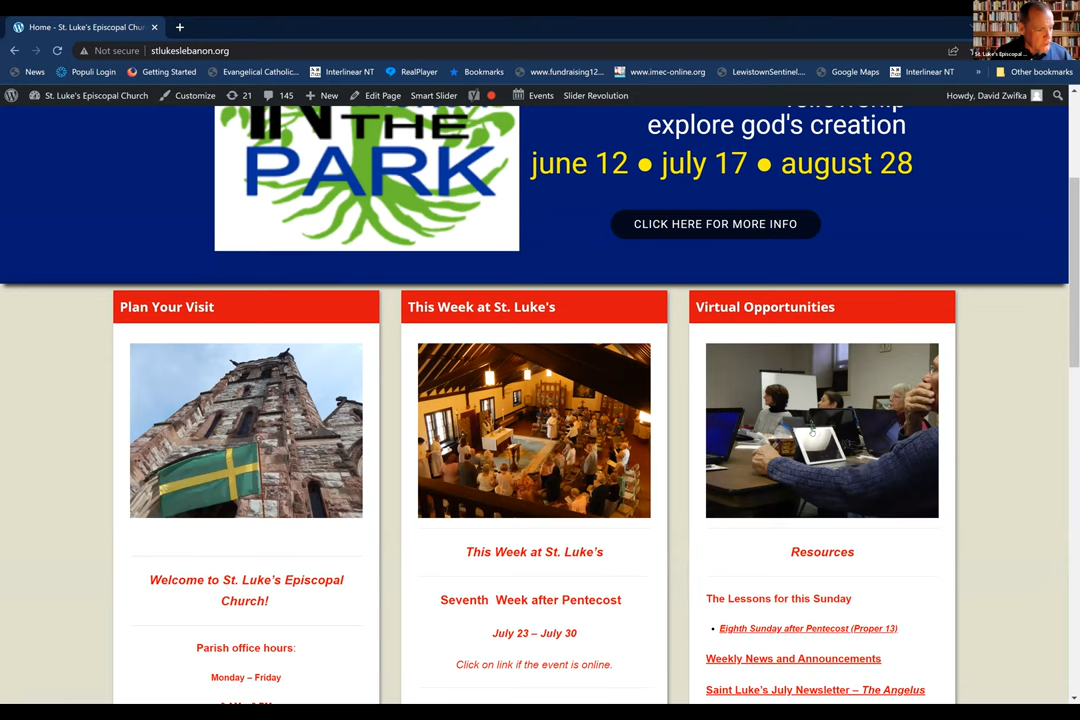 Home - St. Luke's Episcopal Chur
Not secure | stlukeslebanon.org
St. Luke's Episcopal ...
News Populi Login Getting Started Evangelical Catholic... Interlinear NT RealPlayer Bookmarks www.fundraising12... www.imec-online.org LewistownSentinel.... Google Maps Interlinear NT » Other bookmarks
St. Luke's Episcopal Church Customize 21 145 New Edit Page Smart Slider Events Slider Revolution Howdy, David Zwifka
IN THE
PARK
fellowship
explore god's creation
june 12 ● july 17 ● august 28
CLICK HERE FOR MORE INFO
Plan Your Visit
Welcome to St. Luke's Episcopal
Church!
Parish office hours:
Monday – Friday
This Week at St. Luke's
This Week at St. Luke's
Seventh Week after Pentecost
July 23 – July 30
Click on link if the event is online.
Virtual Opportunities
Resources
The Lessons for this Sunday
• Eighth Sunday after Pentecost (Proper 13)
Weekly News and Announcements
Saint Luke's July Newsletter – The Angelus